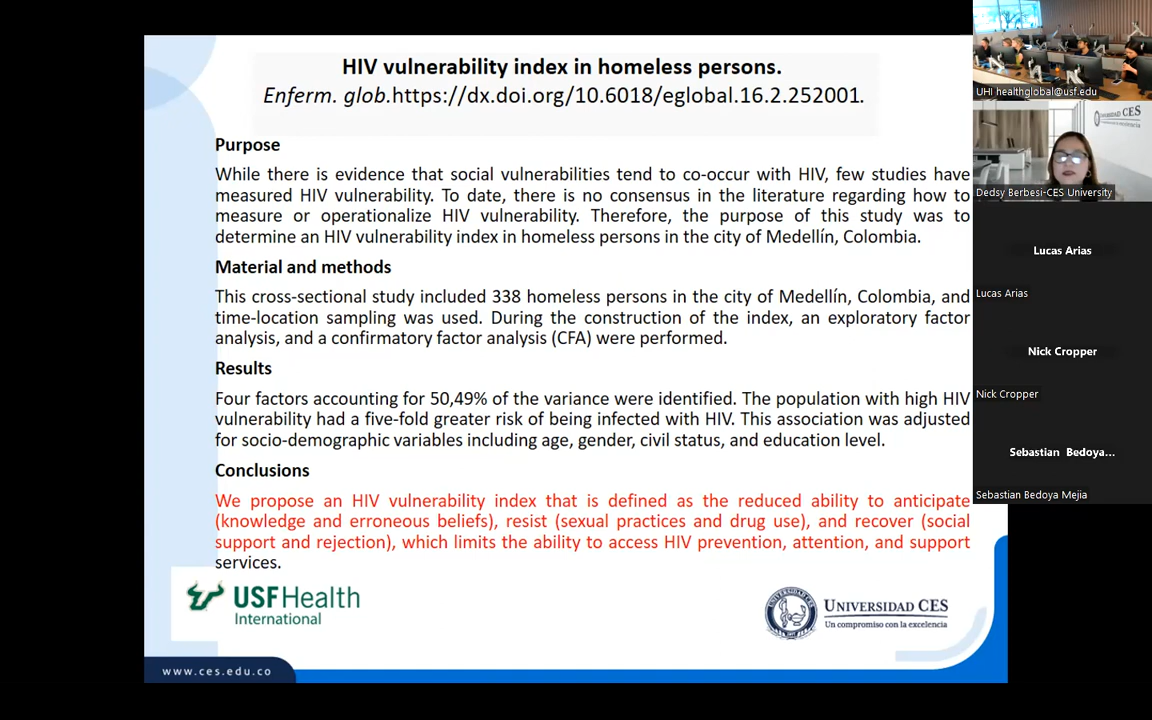 HIV vulnerability index in homeless persons.
Enferm. glob.https://dx.doi.org/10.6018/eglobal.16.2.252001.
Purpose
While there is evidence that social vulnerabilities tend to co-occur with HIV, few studies have
measured HIV vulnerability. To date, there is no consensus in the literature regarding how to
measure or operationalize HIV vulnerability. Therefore, the purpose of this study was to
determine an HIV vulnerability index in homeless persons in the city of Medellín, Colombia.
Material and methods
This cross-sectional study included 338 homeless persons in the city of Medellín, Colombia, and
time-location sampling was used. During the construction of the index, an exploratory factor
analysis, and a confirmatory factor analysis (CFA) were performed.
Results
Four factors accounting for 50,49% of the variance were identified. The population with high HIV
vulnerability had a five-fold greater risk of being infected with HIV. This association was adjusted
for socio-demographic variables including age, gender, civil status, and education level.
Conclusions
We propose an HIV vulnerability index that is defined as the reduced ability to anticipate
(knowledge and erroneous beliefs), resist (sexual practices and drug use), and recover (social
support and rejection), which limits the ability to access HIV prevention, attention, and support
services.
USFHealth
International
UNIVERSIDAD CES
Un compromiso con la excelencia
www.ces.edu.co
UHI healthglobal@usf.edu
UNIVERSIDAD CES
Dedsy Berbesi-CES University
Lucas Arias
Lucas Arias
Nick Cropper
Nick Cropper
Sebastian Bedoya...
Sebastian Bedoya Mejia